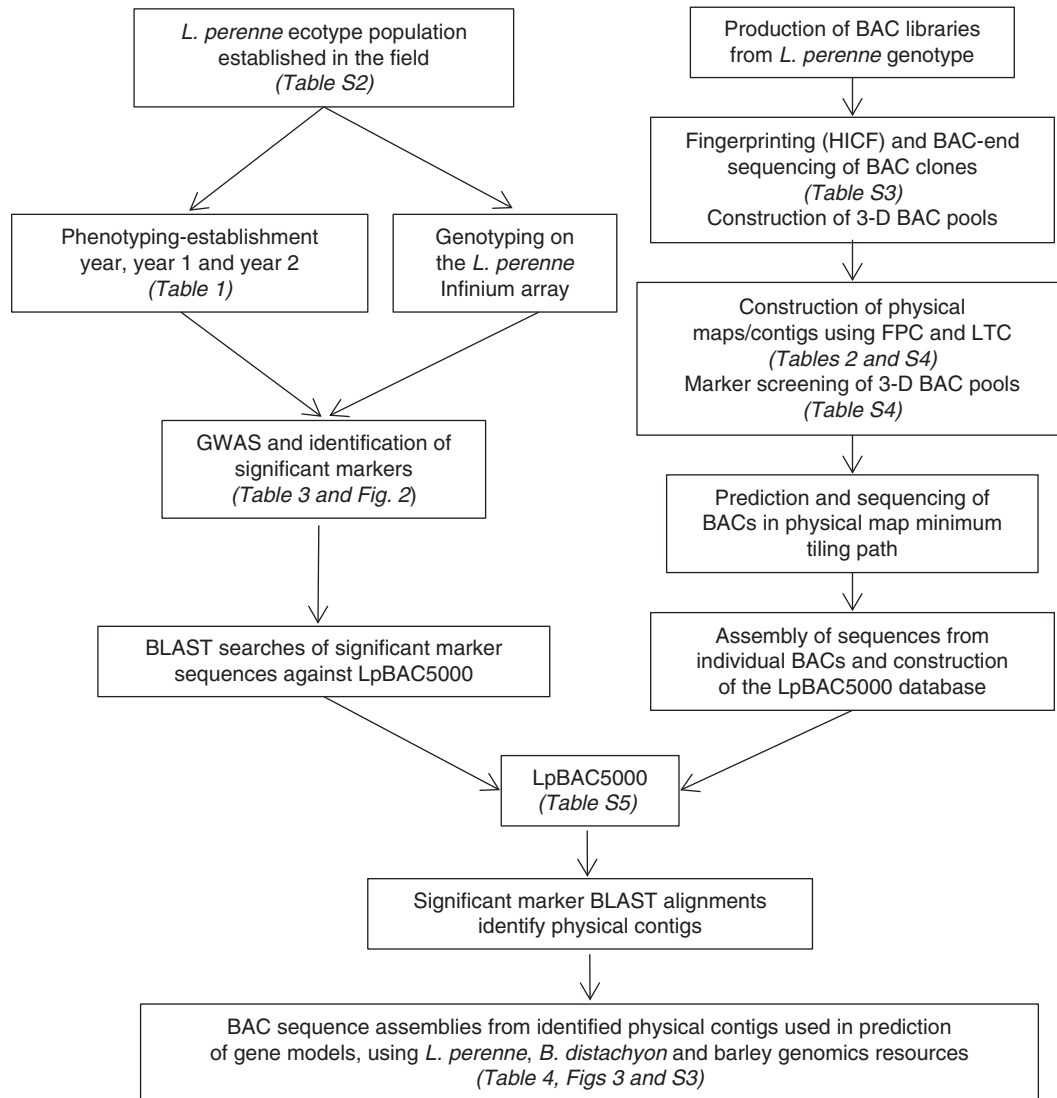 L. perenne ecotype population
established in the field
(Table S2)
Phenotyping-establishment
year, year 1 and year 2
(Table 1)
Genotyping on
the L. perenne
Infinium array
GWAS and identification of
significant markers
(Table 3 and Fig. 2)
BLAST searches of significant marker
sequences against LpBAC5000
Production of BAC libraries
from L. perenne genotype
Fingerprinting (HICF) and BAC-end
sequencing of BAC clones
(Table S3)
Construction of 3-D BAC pools
Construction of physical
maps/contigs using FPC and LTC
(Tables 2 and S4)
Marker screening of 3-D BAC pools
(Table S4)
Prediction and sequencing of
BACs in physical map minimum
tiling path
Assembly of sequences from
individual BACs and construction
of the LpBAC5000 database
LpBAC5000
(Table S5)
Significant marker BLAST alignments
identify physical contigs
BAC sequence assemblies from identified physical contigs used in prediction
of gene models, using L. perenne, B. distachyon and barley genomics resources
(Table 4, Figs 3 and S3)